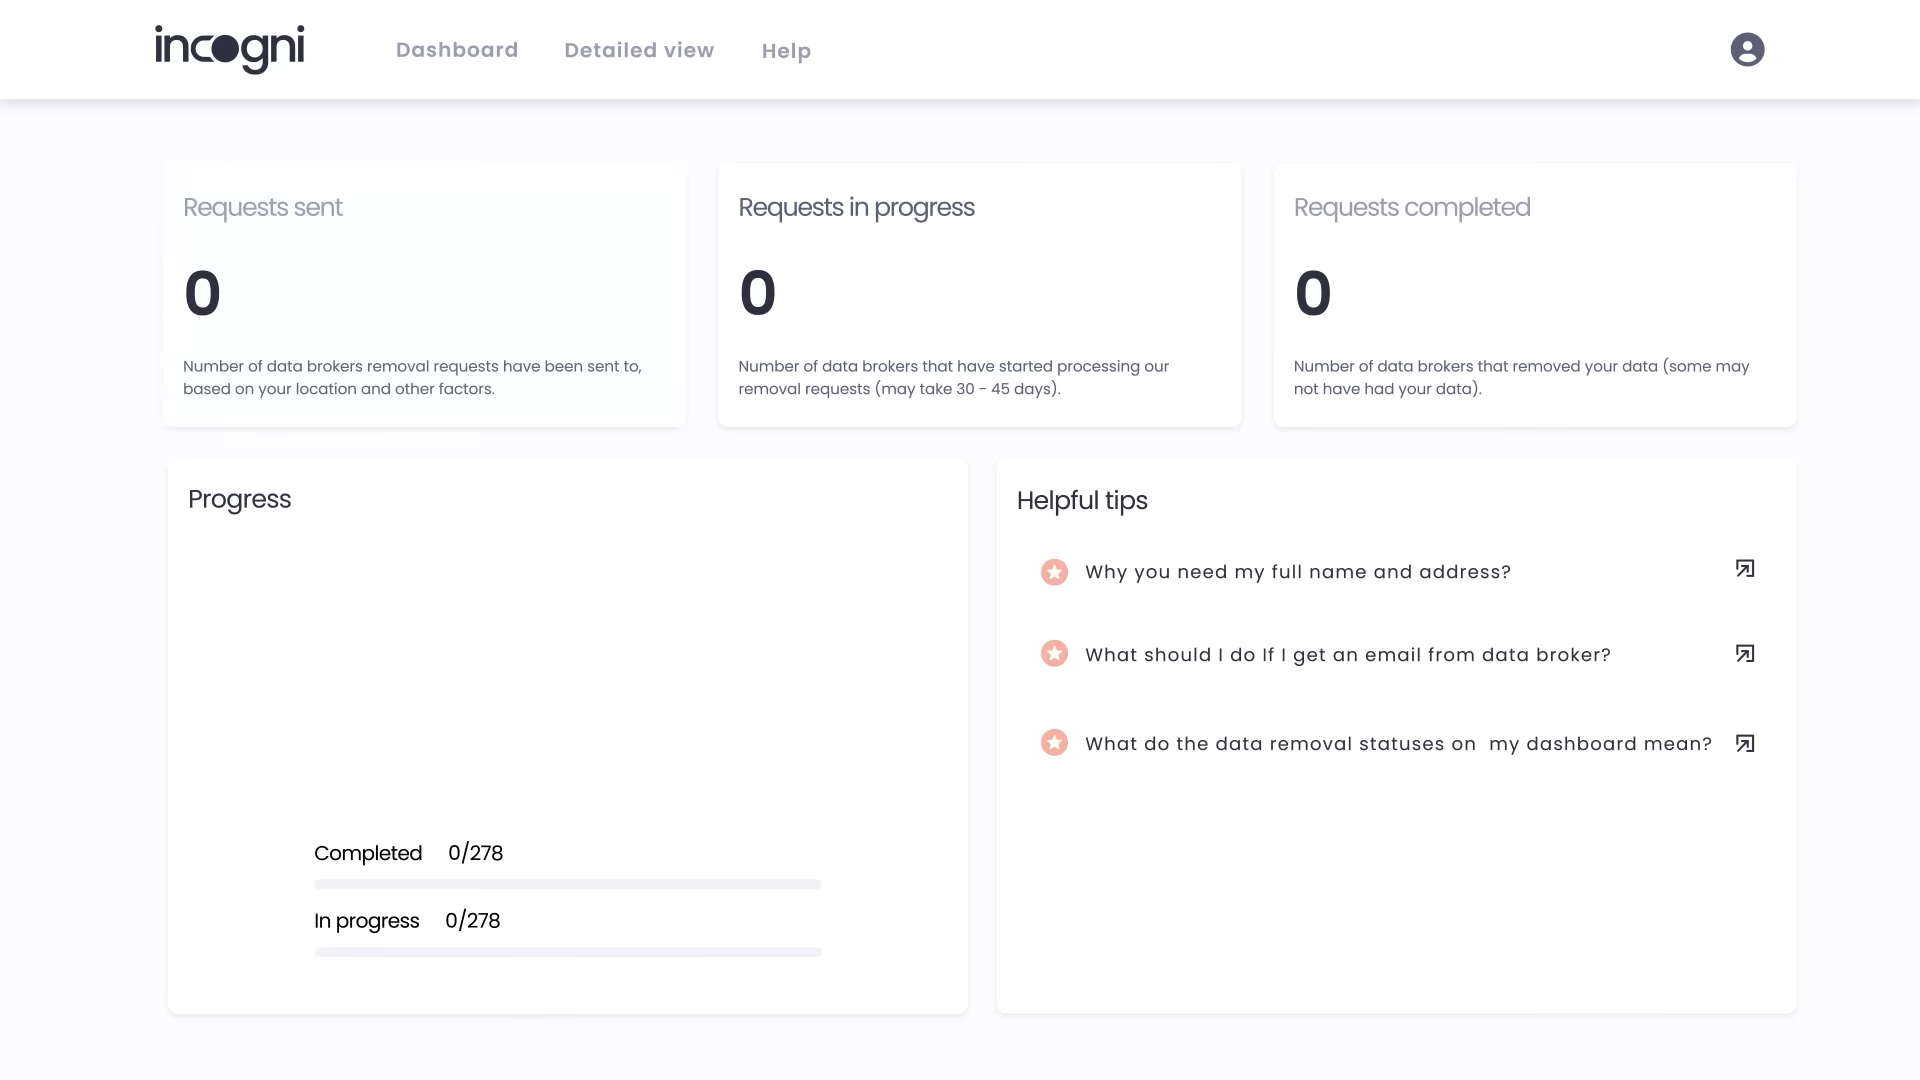 incogni
Dashboard
Detailed view
Help
Requests sent
0
Number of data brokers removal requests have been sent to,
based on your location and other factors.
Requests in progress
0
Number of data brokers that have started processing our
removal requests (may take 30 - 45 days).
Requests completed
0
Number of data brokers that removed your data (some may
not have had your data).
Progress
Completed 0/278
In progress 0/278
Helpful tips
Why you need my full name and address?
What should I do If I get an email from data broker?
What do the data removal statuses on  my dashboard mean?